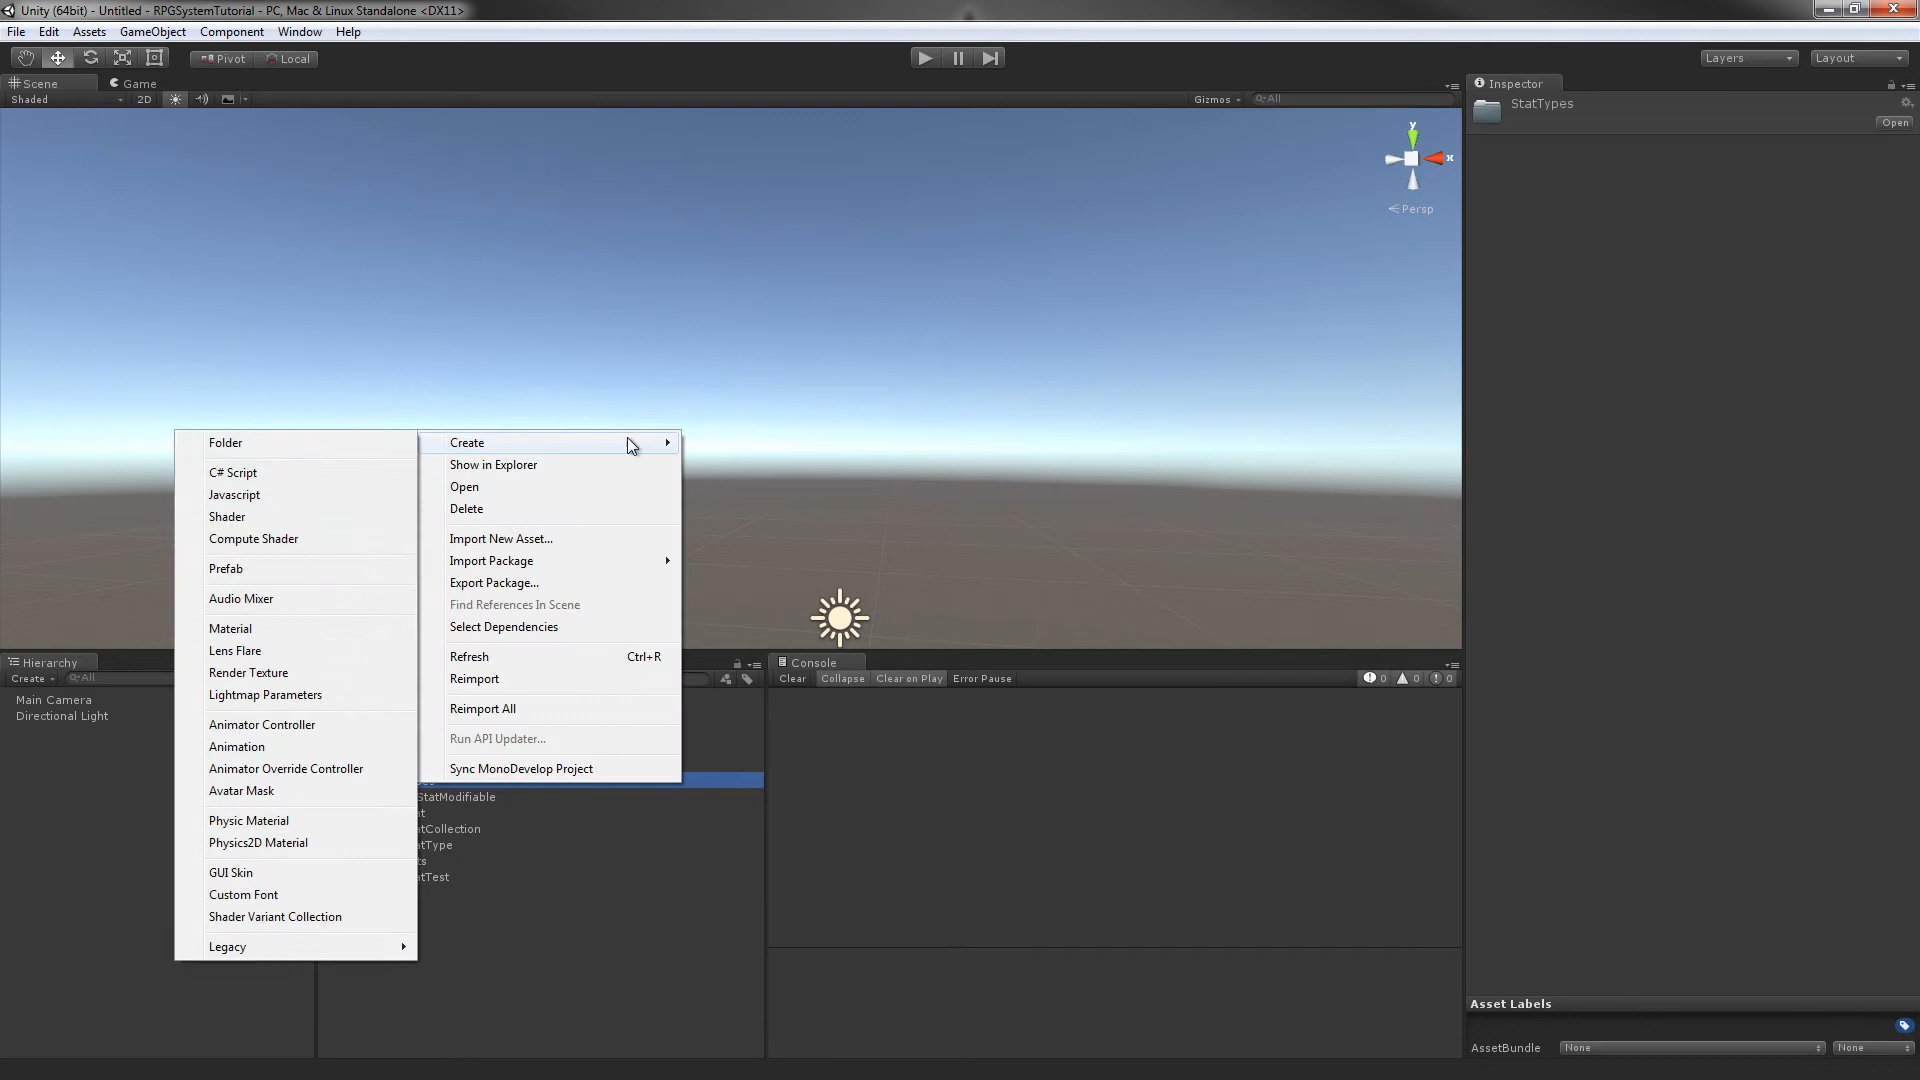 Unity (64bit) - Untitled - RPGSystemTutorial - PC, Mac & Linux Standalone <DX11>
File Edit Assets GameObject Component Window Help
Pivot Local Layers Layout
Scene Game Inspector
Shaded 2D Gizmos All
StatTypes
Open
y
x
Persp
Folder
C# Script
Javascript
Shader
Compute Shader
Prefab
Audio Mixer
Material
Lens Flare
Render Texture
Lightmap Parameters
Animator Controller
Animation
Animator Override Controller
Avatar Mask
Physic Material
Physics2D Material
GUI Skin
Custom Font
Shader Variant Collection
Legacy
Create
Show in Explorer
Open
Delete
Import New Asset...
Import Package
Export Package...
Find References In Scene
Select Dependencies
Refresh Ctrl+R
Reimport
Reimport All
Run API Updater...
Sync MonoDevelop Project
Hierarchy
Create All
Main Camera
Directional Light
StatModifiable
tCollection
tType
tTest
Console
Clear Collapse Clear on Play Error Pause 0 0 0
Asset Labels
AssetBundle None None